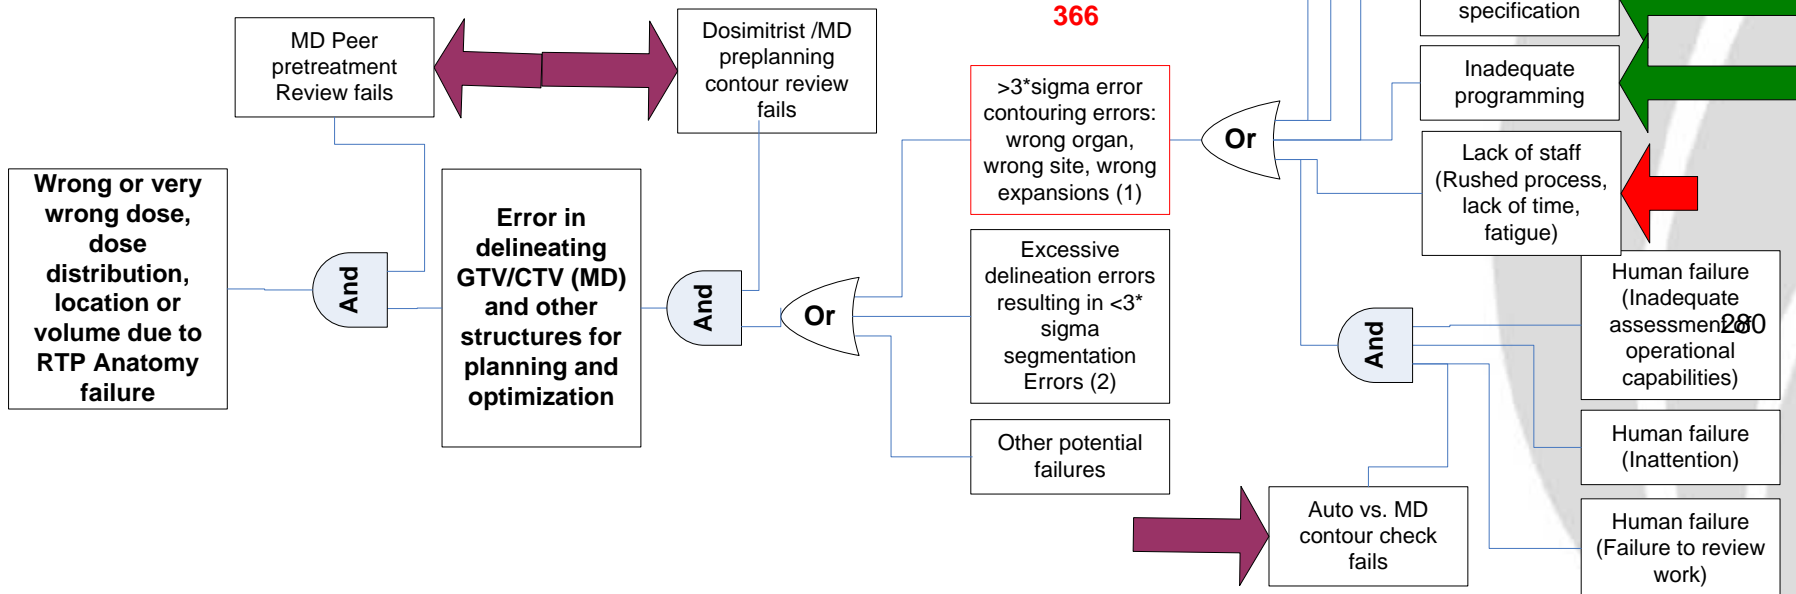 366
specification
MD Peer
pretreatment
Review fails
Dosimitrist /MD
preplanning
contour review
fails
>3*sigma error
contouring errors:
wrong organ,
wrong site, wrong
expansions (1)
Or
Inadequate
programming
Lack of staff
(Rushed process,
lack of time,
fatigue)
Wrong or very
wrong dose,
dose
distribution,
location or
volume due to
RTP Anatomy
failure
And
Error in
delineating
GTV/CTV (MD)
and other
structures for
planning and
optimization
And
Or
Excessive
delineation errors
resulting in <3*
sigma
segmentation
Errors (2)
Other potential
failures
And
Human failure
(Inadequate
assessment of
280
operational
capabilities)
Human failure
(Inattention)
Auto vs. MD
contour check
fails
Human failure
(Failure to review
work)